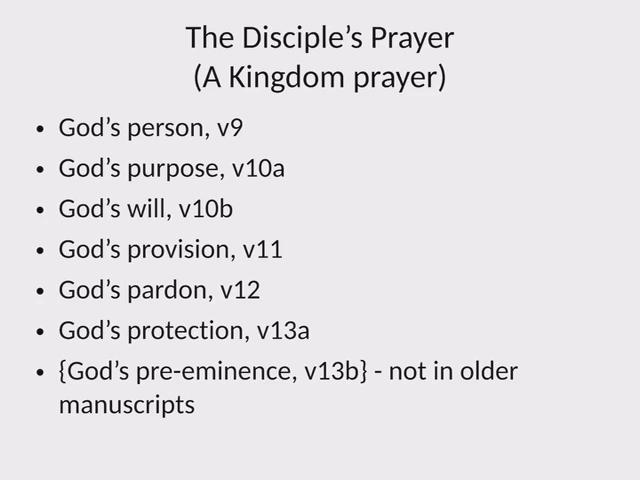 The Disciple’s Prayer
(A Kingdom prayer)
• God’s person, v9
• God’s purpose, v10a
• God’s will, v10b
• God’s provision, v11
• God’s pardon, v12
• God’s protection, v13a
• {God’s pre-eminence, v13b} - not in older
manuscripts